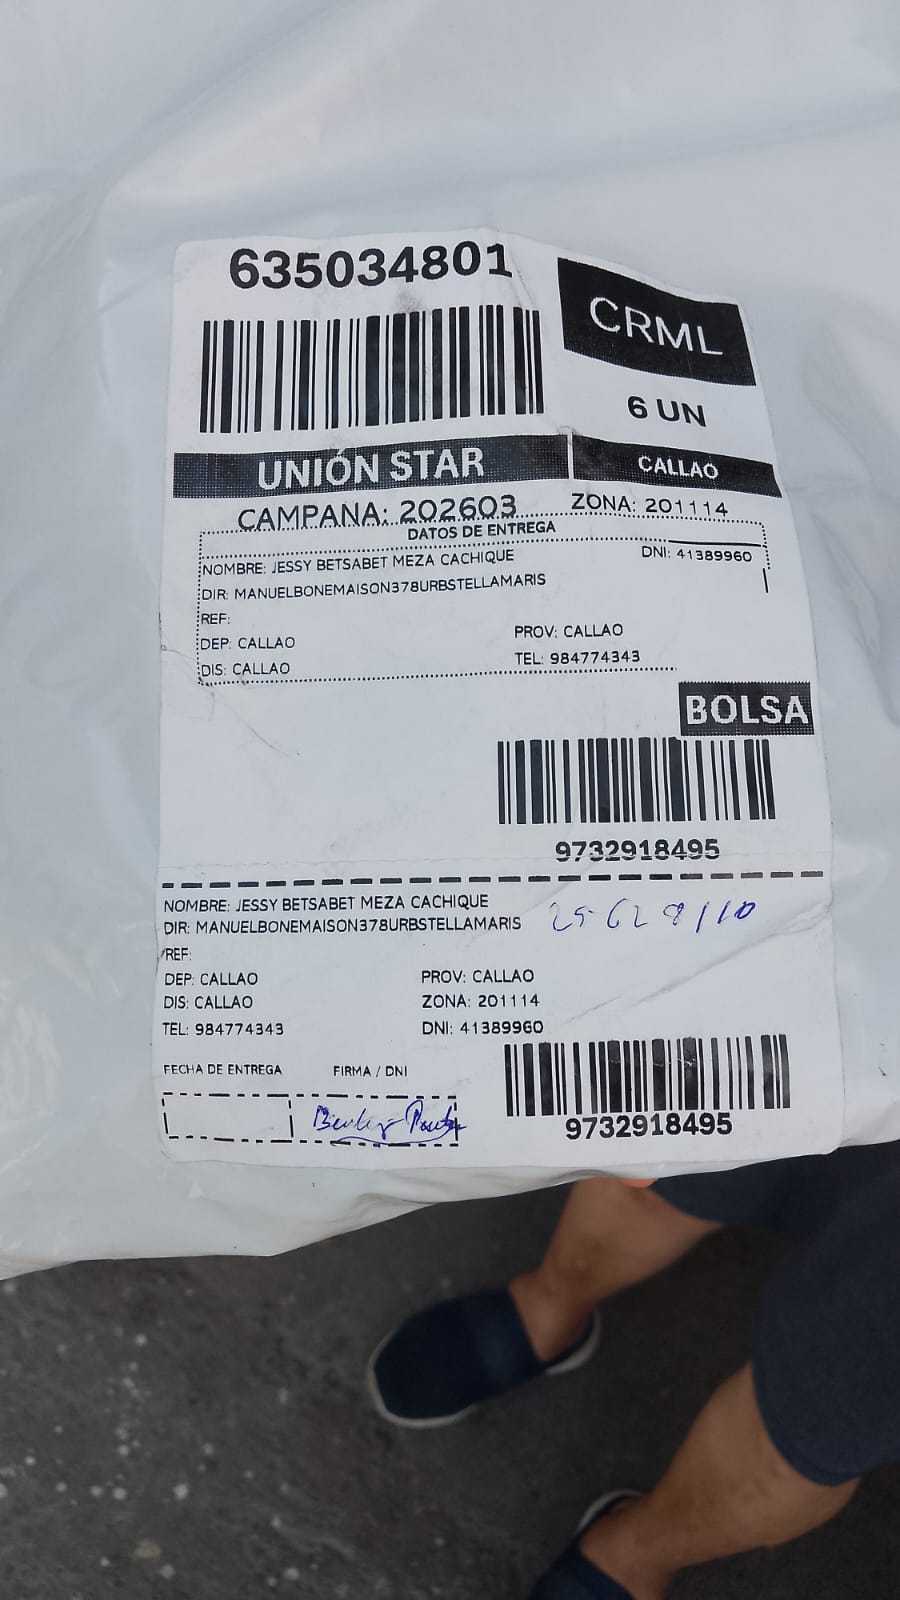 635034801
CRML
6 UN
UNIÓN STAR
CALLAO
CAMPAÑA: 202603
ZONA: 201114
DATOS DE ENTREGA
NOMBRE: JESSY BETSABET MEZA CACHIQUE
DNI: 41389960
DIR: MANUELBONEMAISON378URBSTELLAMARIS
REF:
DEP: CALLAO
PROV: CALLAO
DIS: CALLAO
TEL: 984774343
BOLSA
9732918495
NOMBRE: JESSY BETSABET MEZA CACHIQUE
DIR: MANUELBONEMAISON378URBSTELLAMARIS
REF:
DEP: CALLAO
PROV: CALLAO
DIS: CALLAO
ZONA: 201114
TEL: 984774343
DNI: 41389960
FECHA DE ENTREGA
FIRMA / DNI
9732918495